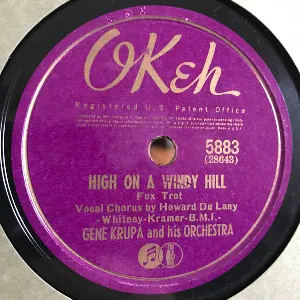 OKeh
Registered U.S. Patent Office
5883
(28643)
HIGH ON A WINDY HILL
Fox Trot
Vocal Chorus by Howard Du Lany
-Whitney-Kramer-B.M.I.-
GENE KRUPA and his ORCHESTRA